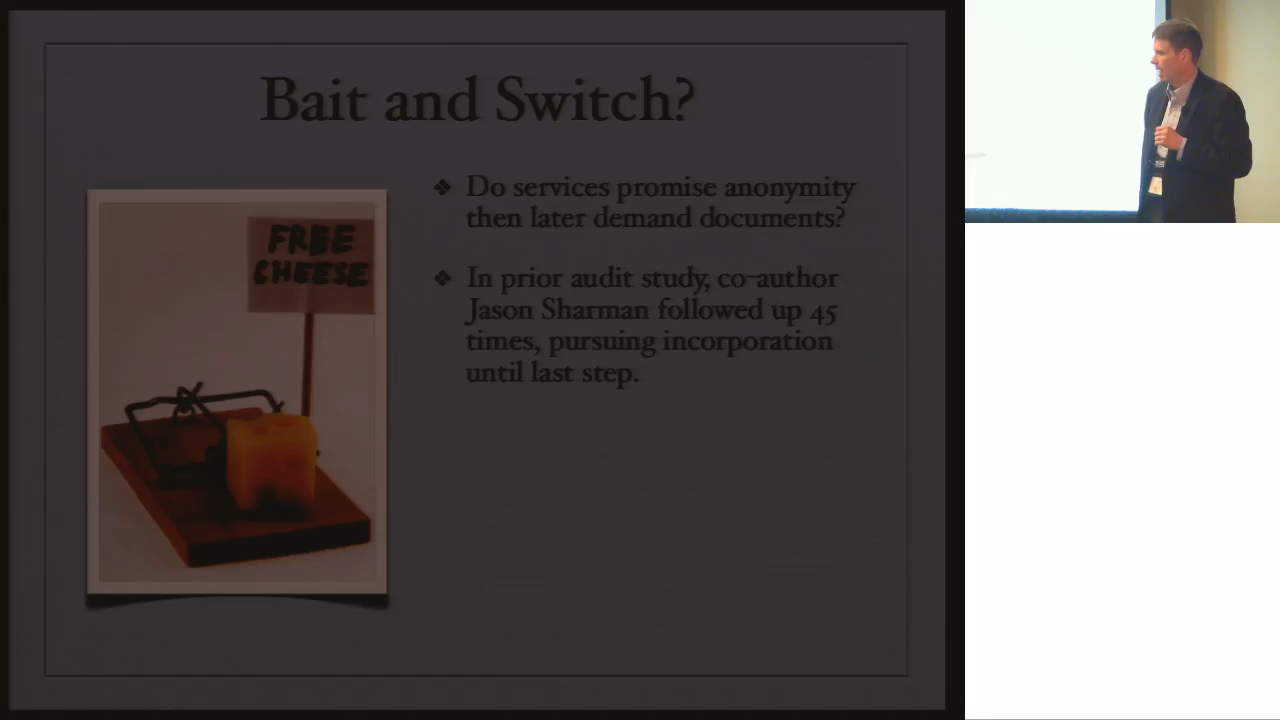 Bait and Switch?
FREE
CHEESE
❖ Do services promise anonymity
then later demand documents?
❖ In prior audit study, co-author
Jason Sharman followed up 45
times, pursuing incorporation
until last step.